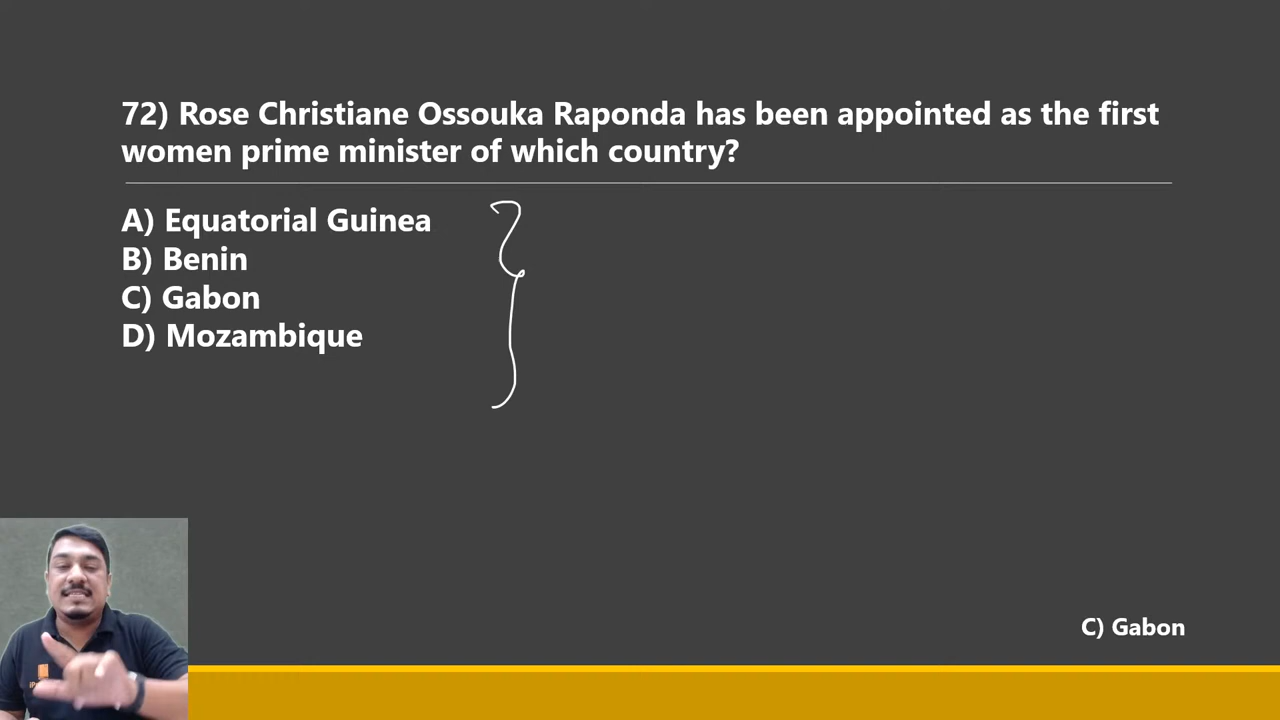 72) Rose Christiane Ossouka Raponda has been appointed as the first
women prime minister of which country?
A) Equatorial Guinea
B) Benin
C) Gabon
D) Mozambique
C) Gabon